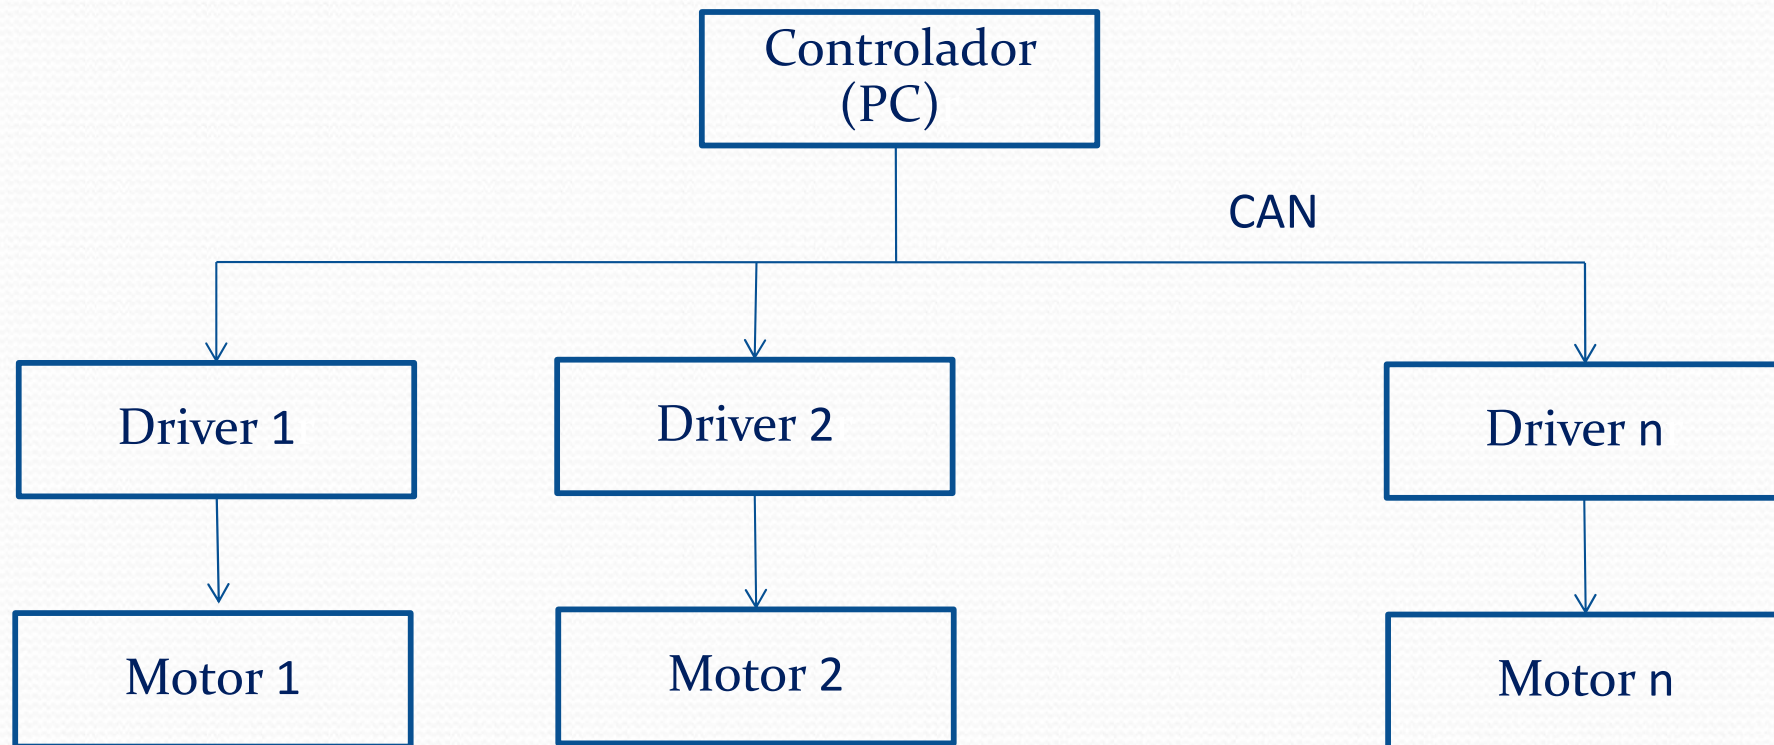 Controlador
(PC)
CAN
Driver 1
Driver 2
Driver n
Motor 1
Motor 2
Motor n